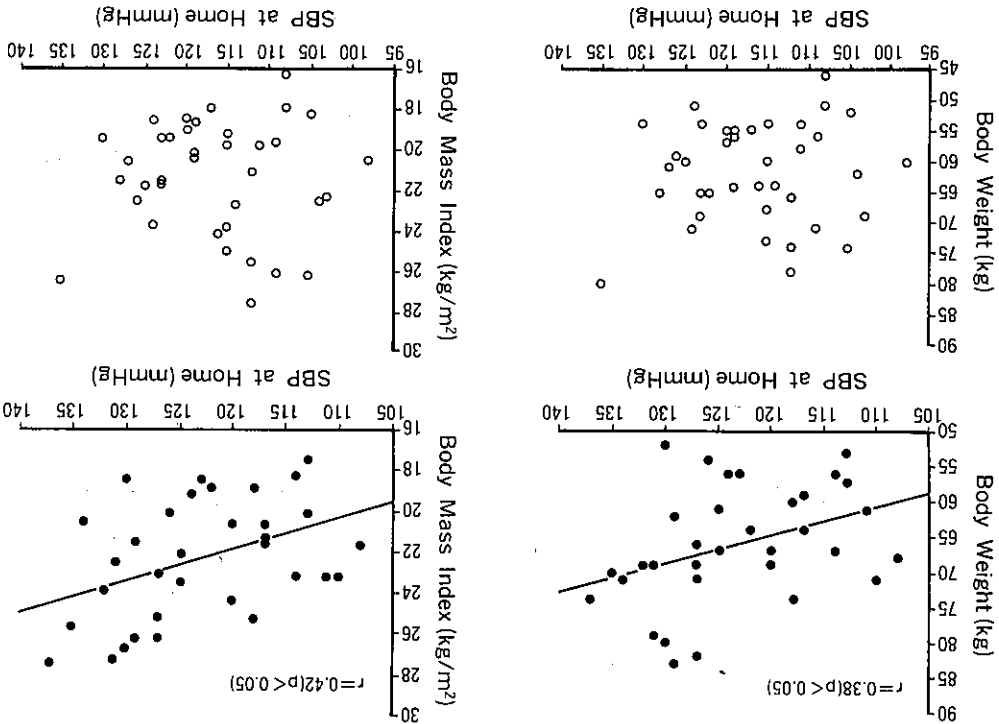 Body Weight (kg)
90
85
80
75
70
65
60
55
50
r=0.38(p<0.05)
105 110 115 120 125 130 135 140
SBP at Home (mmHg)
Body Mass Index (kg/m²)
30
28
26
24
22
20
18
16
r=0.42(p<0.05)
105 110 115 120 125 130 135 140
SBP at Home (mmHg)
Body Weight (kg)
90
85
80
75
70
65
60
55
50
45
95 100 105 110 115 120 125 130 135 140
SBP at Home (mmHg)
Body Mass Index (kg/m²)
30
28
26
24
22
20
18
16
95 100 105 110 115 120 125 130 135 140
SBP at Home (mmHg)